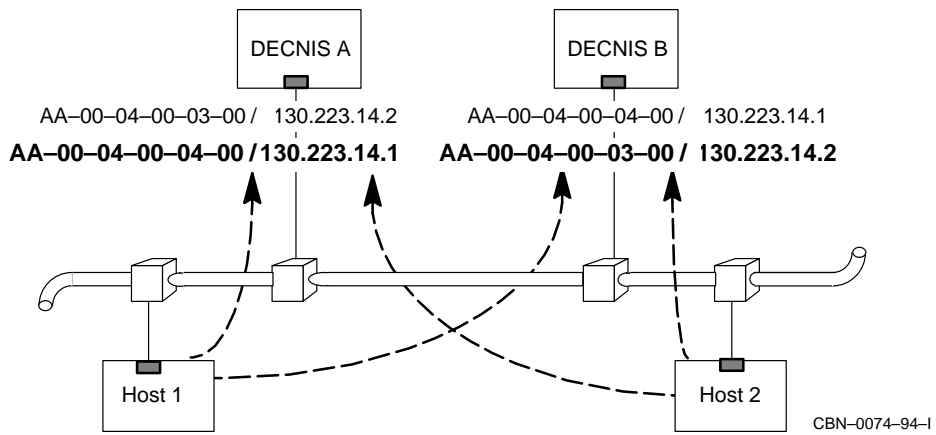 DECNIS A
DECNIS B
AA–00–04–00–03–00 / 130.223.14.2
AA–00–04–00–04–00 / 130.223.14.1
AA–00–04–00–04–00 /130.223.14.1
AA–00–04–00–03–00 / 130.223.14.2
Host 1
Host 2
CBN–0074–94–I